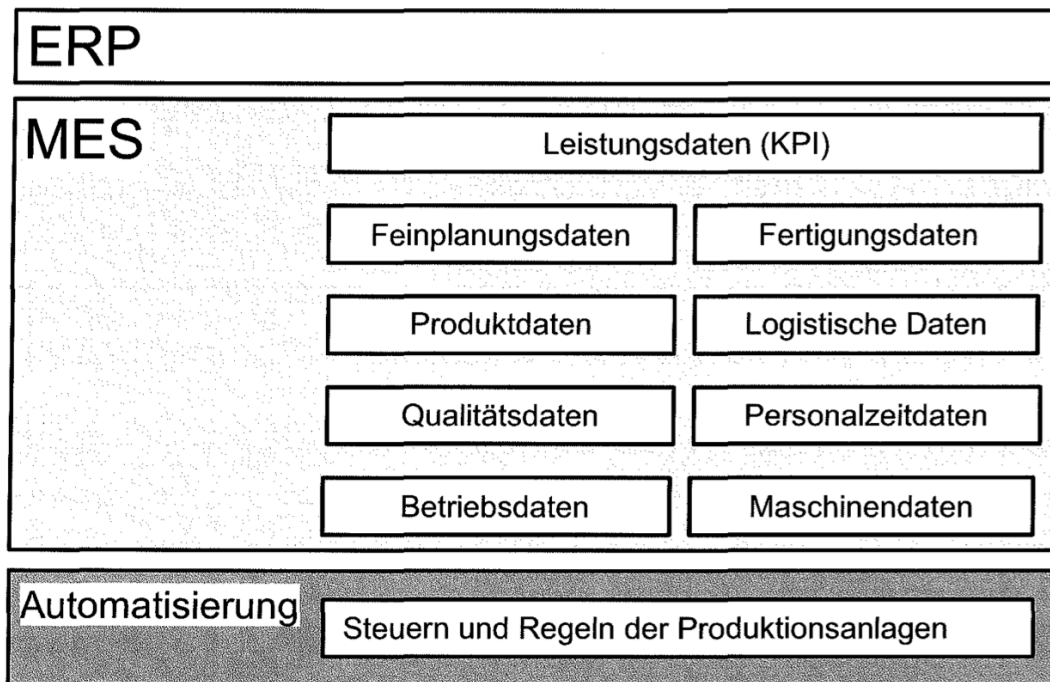 ERP
MES
Leistungsdaten (KPI)
Feinplanungsdaten
Fertigungsdaten
Produktdaten
Logistische Daten
Qualitätsdaten
Personalzeitdaten
Betriebsdaten
Maschinendaten
Automatisierung
Steuern und Regeln der Produktionsanlagen